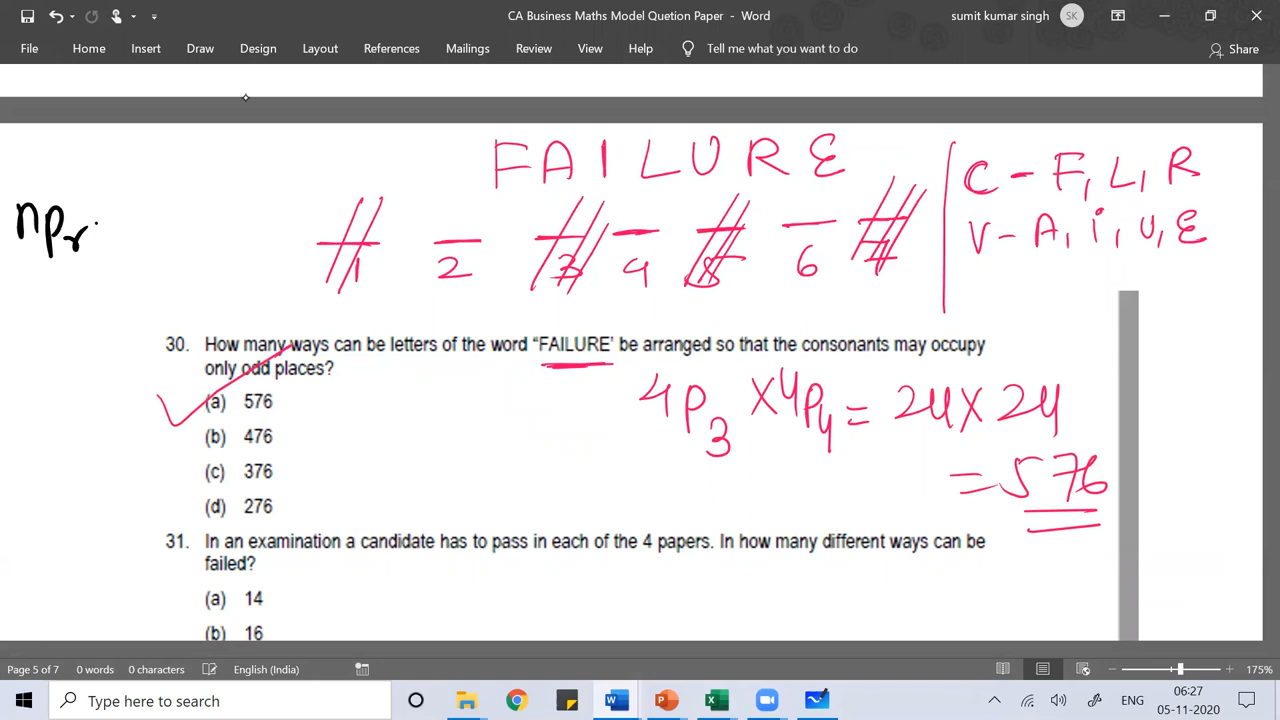 CA Business Maths Model Quetion Paper - Word
sumit kumar singh
SK
File Home Insert Draw Design Layout References Mailings Review View Help Tell me what you want to do Share
FAILURE
C - F, L, R
V - A, i, U, E
npr
1 2 3 4 5 6 7
30. How many ways can be letters of the word “FAILURE’ be arranged so that the consonants may occupy
only odd places?
(a) 576
(b) 476
(c) 376
(d) 276
4P3 X 4P4 = 24 X 24
= 576
31. In an examination a candidate has to pass in each of the 4 papers. In how many different ways can be
failed?
(a) 14
(b) 16
Page 5 of 7 0 words 0 characters English (India) 175%
Type here to search
ENG
06:27
05-11-2020